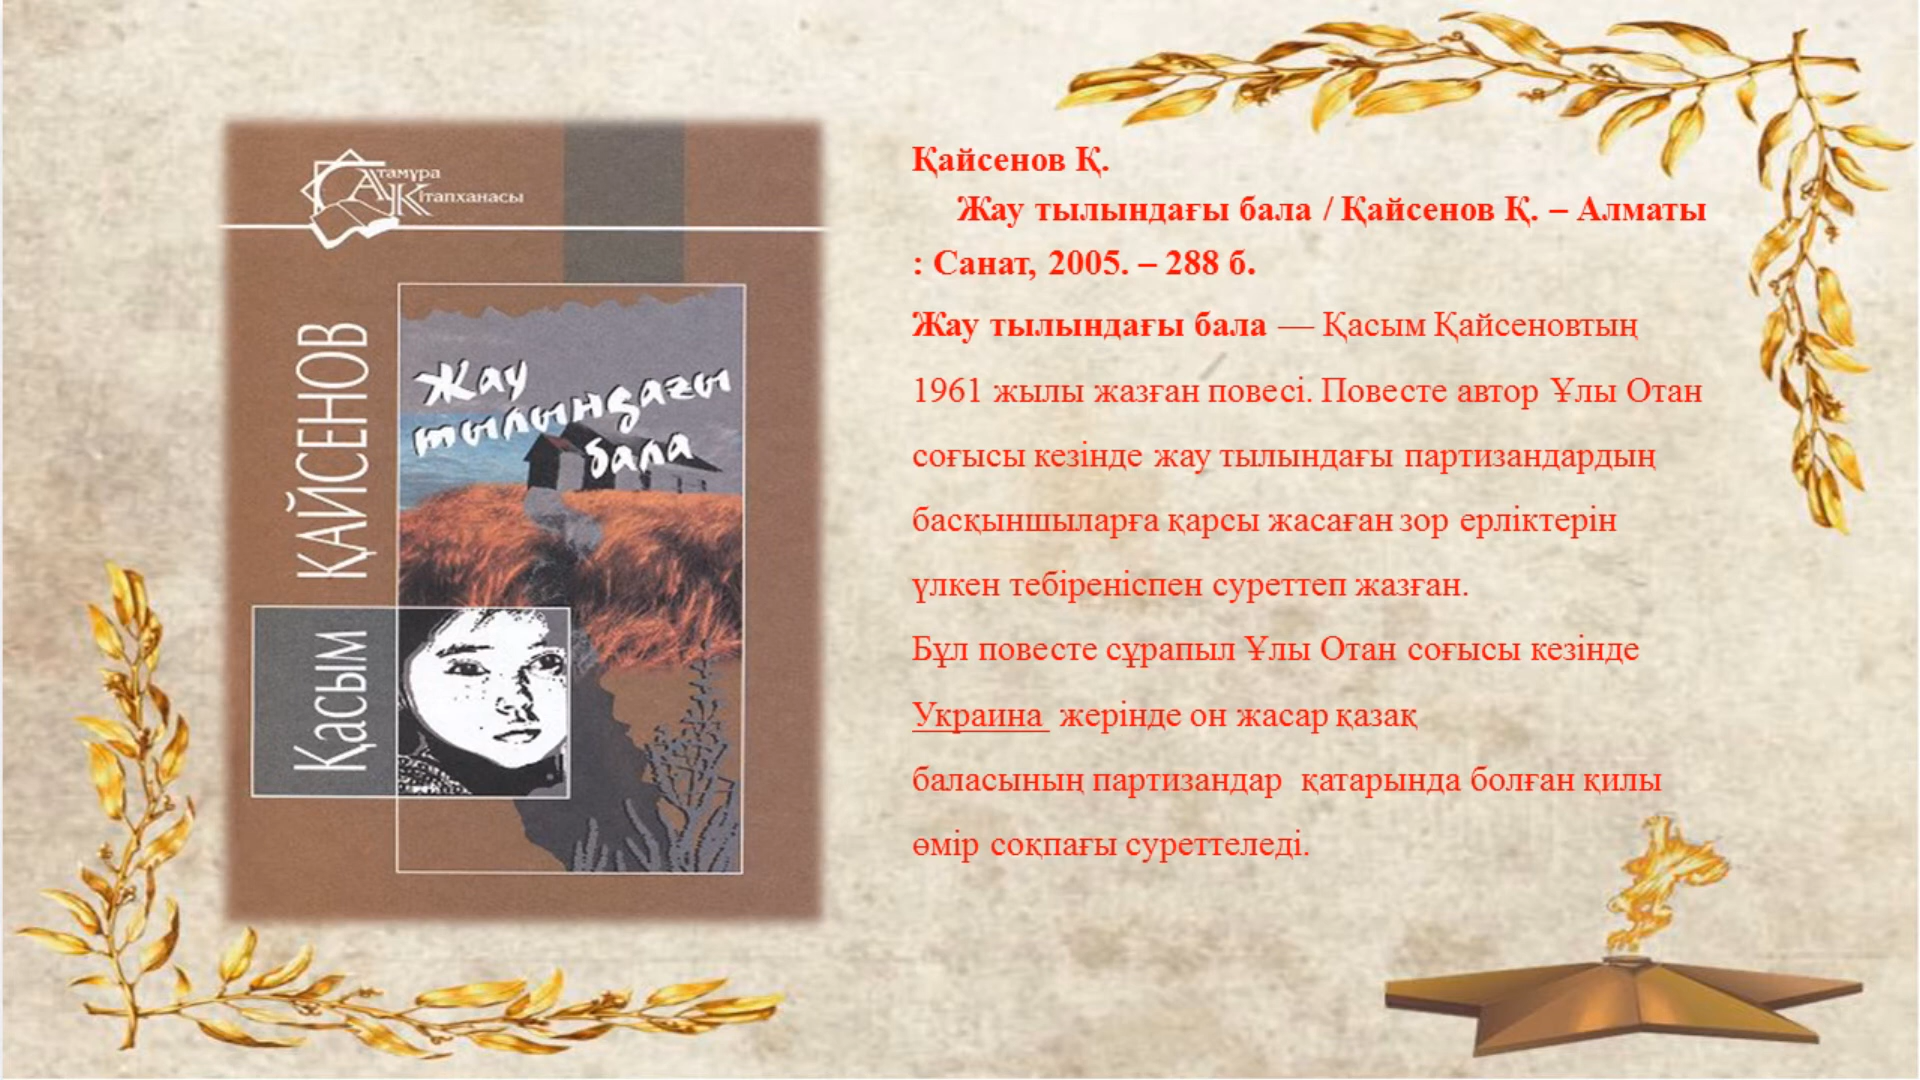 Атамұра
Кітапханасы
Қасым ҚАЙСЕНОВ
Жау
тылындағы
бала
Қайсенов Қ.
Жау тылындағы бала / Қайсенов Қ. – Алматы
: Санат, 2005. – 288 б.
Жау тылындағы бала — Қасым Қайсеновтың
1961 жылы жазған повесі. Повесте автор Ұлы Отан
соғысы кезінде жау тылындағы партизандардың
басқыншыларға қарсы жасаған зор ерліктерін
үлкен тебіреніспен суреттеп жазған.
Бұл повесте сұрапыл Ұлы Отан соғысы кезінде
Украина жерінде он жасар қазақ
баласының партизандар қатарында болған қилы
өмір соқпағы суреттеледі.